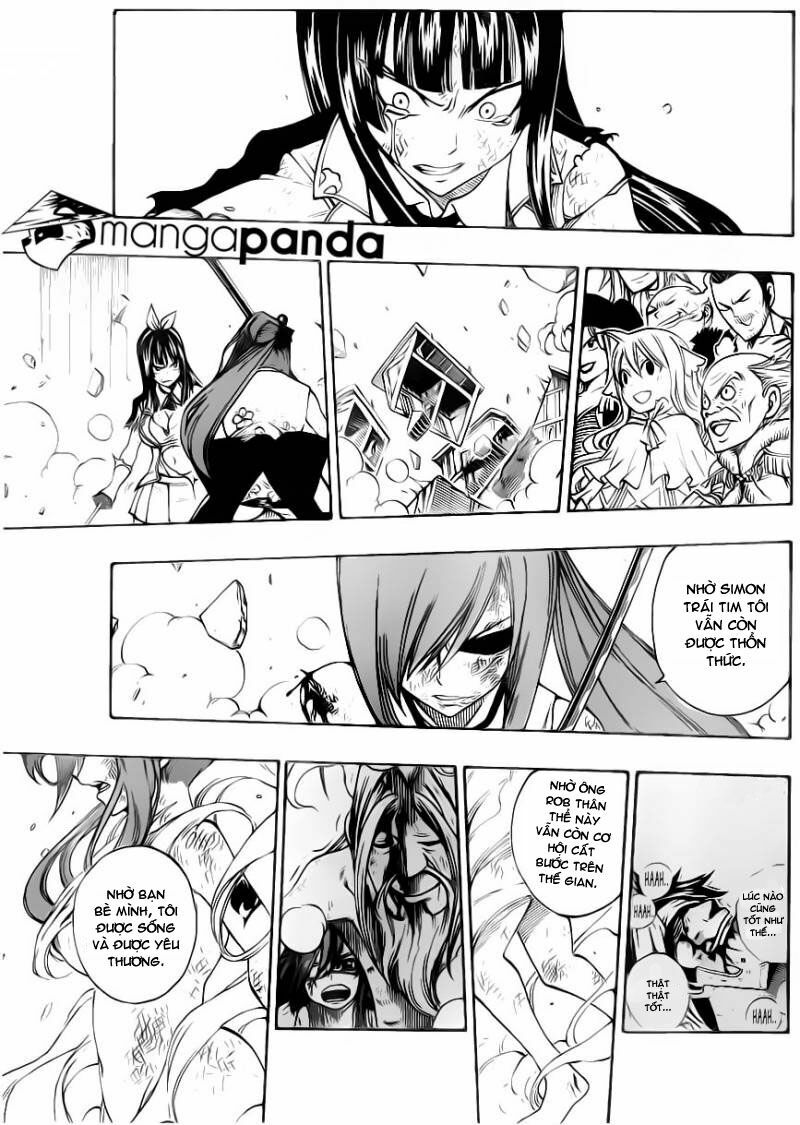 mangapanda
NHỜ SIMON
TRÁI TIM TÔI
VẪN CÒN
ĐƯỢC THỔN
THỨC.
HAAH..
HAAH..
LÚC NÀO
CŨNG
TỐT NHƯ
THẾ...
THẬT
THẬT
TỐT...
HAAH..
NHỜ ÔNG
ROB THÂN
THỂ NÀY
VẪN CÒN CƠ
HỘI CẤT
BƯỚC TRÊN
THẾ GIAN.
NHỜ BẠN
BÈ MÌNH, TÔI
ĐƯỢC SỐNG
VÀ ĐƯỢC YÊU
THƯƠNG.